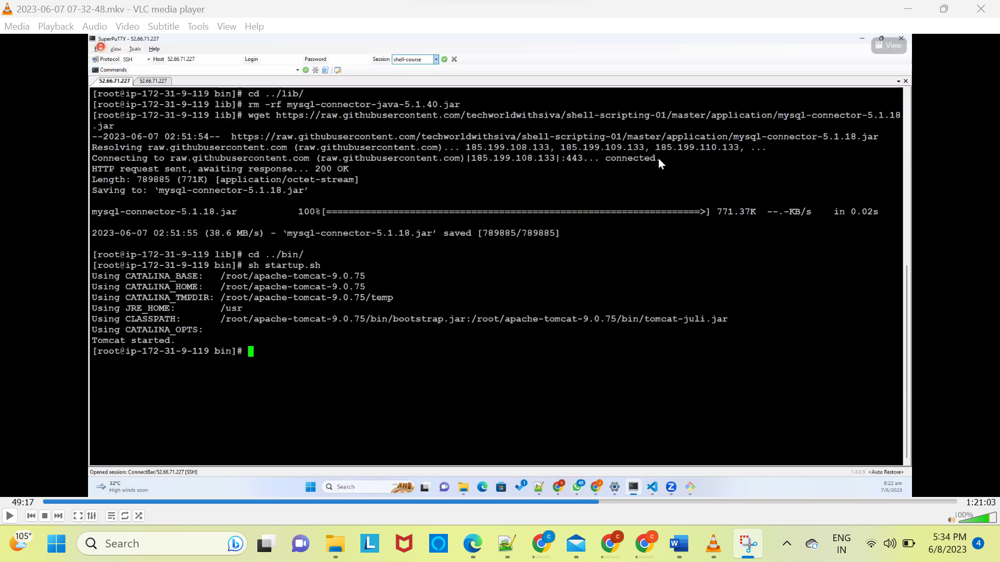 2023-06-07 07-32-48.mkv - VLC media player
Media Playback Audio Video Subtitle Tools View Help
SuperPuTTY - 52.66.71.227
View Tools Help
View
Protocol SSH Host 52.66.71.227 Login Password Session shell-course
Commands
52.66.71.227 52.66.71.227
[root@ip-172-31-9-119 bin]# cd ../lib/
[root@ip-172-31-9-119 lib]# rm -rf mysql-connector-java-5.1.40.jar
[root@ip-172-31-9-119 lib]# wget https://raw.githubusercontent.com/techworldwithsiva/shell-scripting-01/master/application/mysql-connector-5.1.18
.jar
--2023-06-07 02:51:54-- https://raw.githubusercontent.com/techworldwithsiva/shell-scripting-01/master/application/mysql-connector-5.1.18.jar
Resolving raw.githubusercontent.com (raw.githubusercontent.com)... 185.199.108.133, 185.199.109.133, 185.199.110.133, ...
Connecting to raw.githubusercontent.com (raw.githubusercontent.com)|185.199.108.133|:443... connected.
HTTP request sent, awaiting response... 200 OK
Length: 789885 (771K) [application/octet-stream]
Saving to: ‘mysql-connector-5.1.18.jar’
mysql-connector-5.1.18.jar 100%[===================================================================>] 771.37K --.-KB/s in 0.02s
2023-06-07 02:51:55 (38.6 MB/s) - ‘mysql-connector-5.1.18.jar’ saved [789885/789885]
[root@ip-172-31-9-119 lib]# cd ../bin/
[root@ip-172-31-9-119 bin]# sh startup.sh
Using CATALINA_BASE: /root/apache-tomcat-9.0.75
Using CATALINA_HOME: /root/apache-tomcat-9.0.75
Using CATALINA_TMPDIR: /root/apache-tomcat-9.0.75/temp
Using JRE_HOME: /usr
Using CLASSPATH: /root/apache-tomcat-9.0.75/bin/bootstrap.jar:/root/apache-tomcat-9.0.75/bin/tomcat-juli.jar
Using CATALINA_OPTS:
Tomcat started.
[root@ip-172-31-9-119 bin]#
Opened session: ConnectBar/52.66.71.227 [SSH] 1.4.0.9 <Auto Restore>
32°C
High winds soon
Search
1
48
8:22 am
7/6/2023
49:17 1:21:03
100%
105°
Search
L
C
C
C
W
ENG
IN
5:34 PM
6/8/2023
4